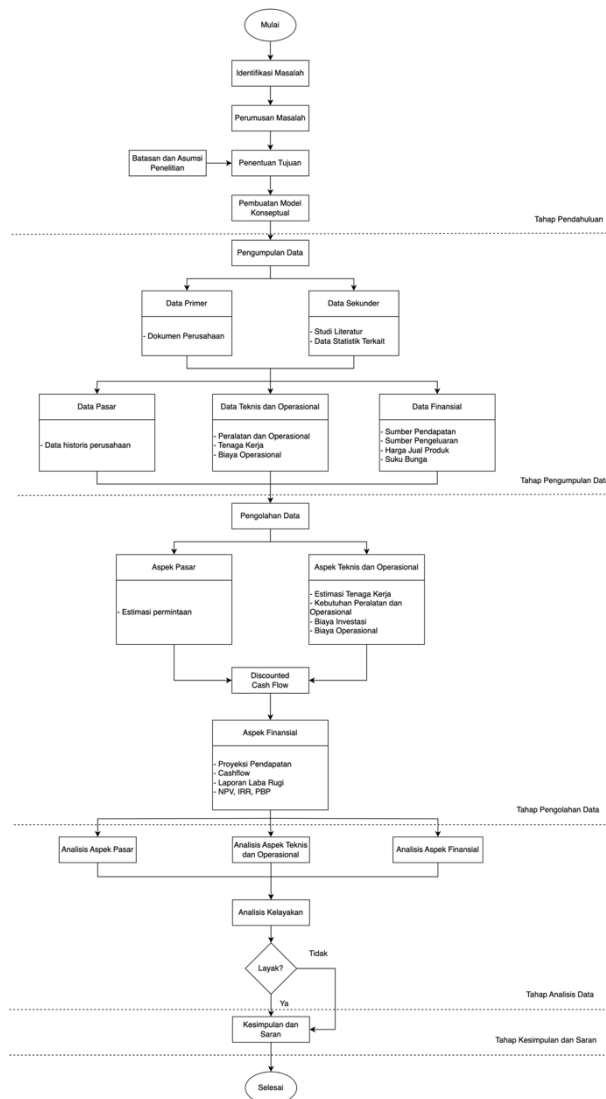 Mulai
Identifikasi Masalah
Perumusan Masalah
Batasan dan Asumsi
Penelitian
Penentuan Tujuan
Pembuatan Model
Konseptual
Tahap Pendahuluan
Pengumpulan Data
Data Primer
- Dokumen Perusahaan
Data Sekunder
- Studi Literatur
- Data Statistik Terkait
Data Pasar
- Data historis perusahaan
Data Teknis dan Operasional
- Peralatan dan Operasional
- Tenaga Kerja
- Biaya Operasional
Data Finansial
- Sumber Pendapatan
- Sumber Pengeluaran
- Harga Jual Produk
- Suku Bunga
Tahap Pengumpulan Data
Pengolahan Data
Aspek Pasar
- Estimasi permintaan
Aspek Teknis dan Operasional
- Estimasi Tenaga Kerja
- Kebutuhan Peralatan dan
Operasional
- Biaya Investasi
- Biaya Operasional
Discounted
Cash Flow
Aspek Finansial
- Proyeksi Pendapatan
- Cashflow
- Laporan Laba Rugi
- NPV, IRR, PBP
Tahap Pengolahan Data
Analisis Aspek Pasar
Analisis Aspek Teknis
dan Operasional
Analisis Aspek Finansial
Analisis Kelayakan
Layak?
Tidak
Ya
Tahap Analisis Data
Kesimpulan dan
Saran
Tahap Kesimpulan dan Saran
Selesai